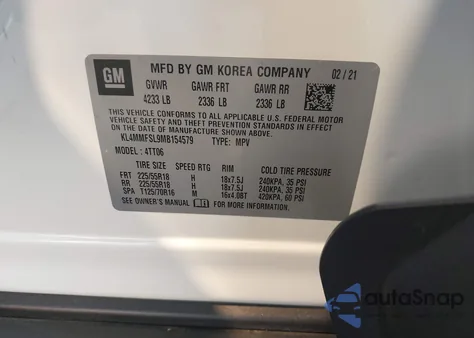 GM
MFD BY GM KOREA COMPANY 02 / 21
GVWR GAWR FRT GAWR RR
4233 LB 2336 LB 2336 LB
THIS VEHICLE CONFORMS TO ALL APPLICABLE U.S. FEDERAL MOTOR
VEHICLE SAFETY AND THEFT PREVENTION STANDARDS IN EFFECT ON THE
DATE OF MANUFACTURE SHOWN ABOVE.
KL4MMFSL9MB154579 TYPE: MPV
MODEL: 4TT06
TIRE SIZE SPEED RTG RIM COLD TIRE PRESSURE
FRT 225/55R18 H 18x7.5J 240KPA, 35 PSI
RR 225/55R18 H 18x7.5J 240KPA, 35 PSI
SPA T125/70R16 M 16x4.0BT 420KPA, 60 PSI
SEE OWNER'S MANUAL FOR MORE INFORMATION.
autoSnap